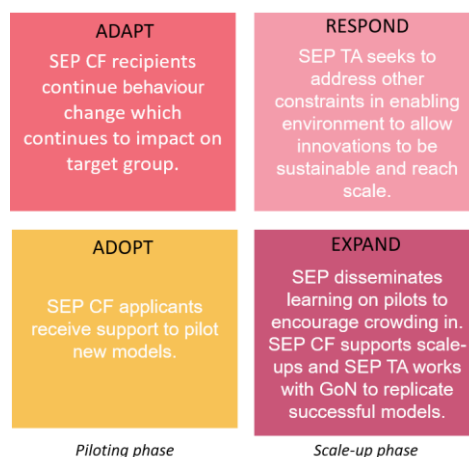 ADAPT
SEP CF recipients
continue behaviour
change which
continues to impact on
target group.
RESPOND
SEP TA seeks to
address other
constraints in enabling
environment to allow
innovations to be
sustainable and reach
scale.
ADOPT
SEP CF applicants
receive support to pilot
new models.
EXPAND
SEP disseminates
learning on pilots to
encourage crowding in.
SEP CF supports scale-
ups and SEP TA works
with GoN to replicate
successful models.
Piloting phase
Scale-up phase